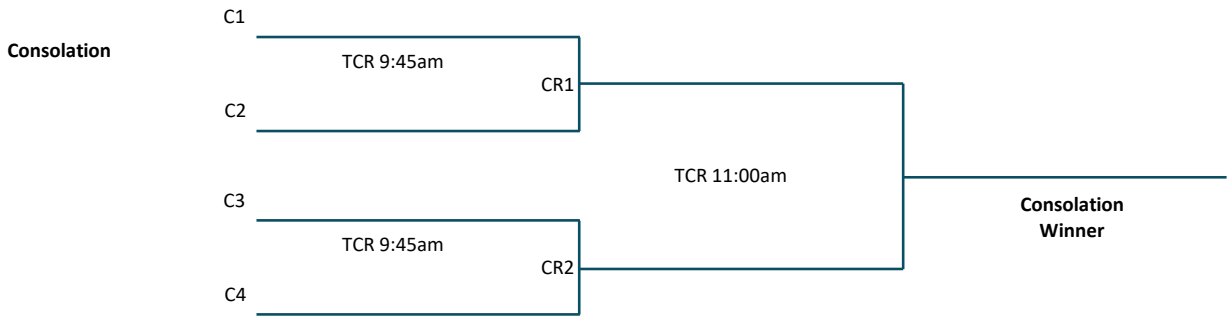 C1
Consolation
TCR 9:45am
CR1
C2
TCR 11:00am
C3
Consolation
Winner
TCR 9:45am
CR2
C4